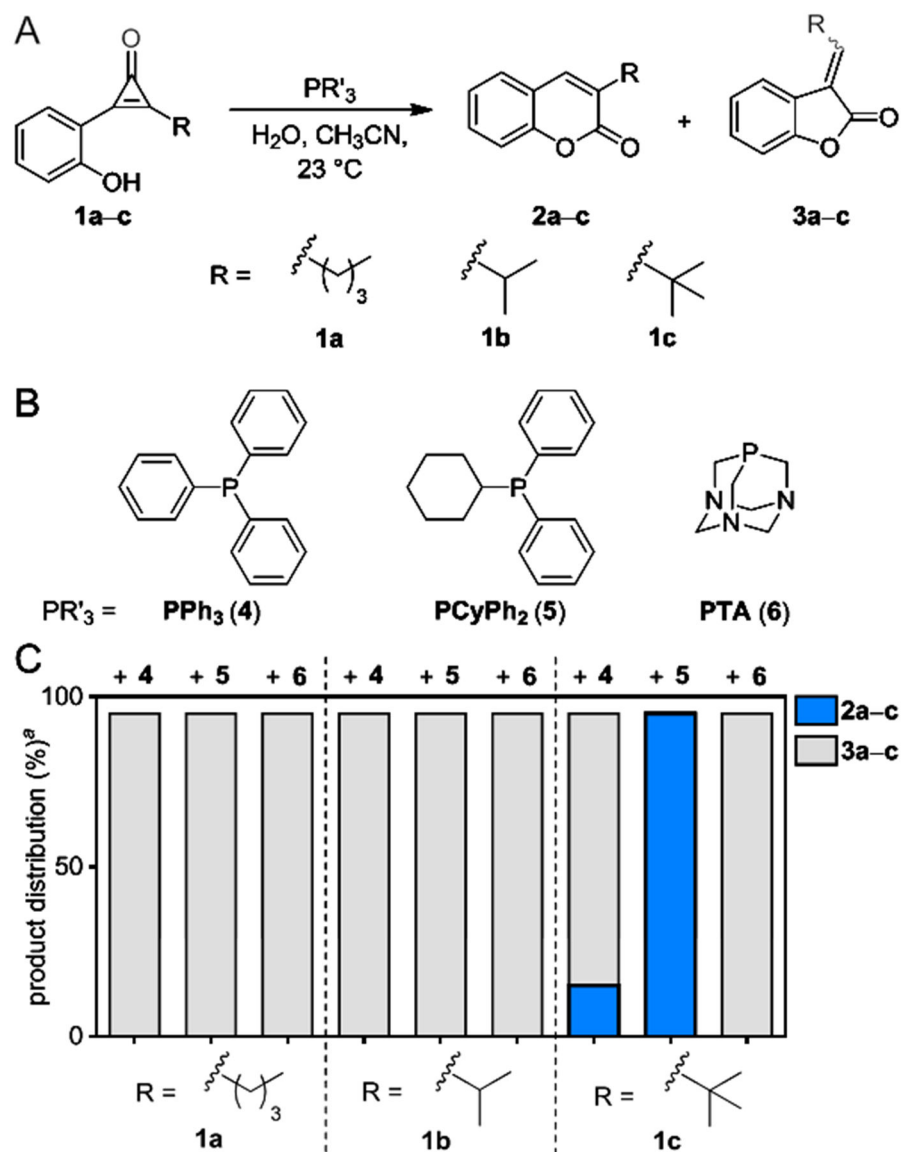 A
O
R
OH
1a–c
PR'3
H2O, CH3CN,
23 °C
R
O
O
2a–c
+
R
O
O
3a–c
R =
( )3
1a
1b
1c
B
P
P
P
N
N
N
PR'3 =
PPh3 (4)
PCyPh2 (5)
PTA (6)
C
+ 4 + 5 + 6 + 4 + 5 + 6 + 4 + 5 + 6
100
50
0
product distribution (%)a
2a–c
3a–c
R =
( )3
1a
R =
1b
R =
1c